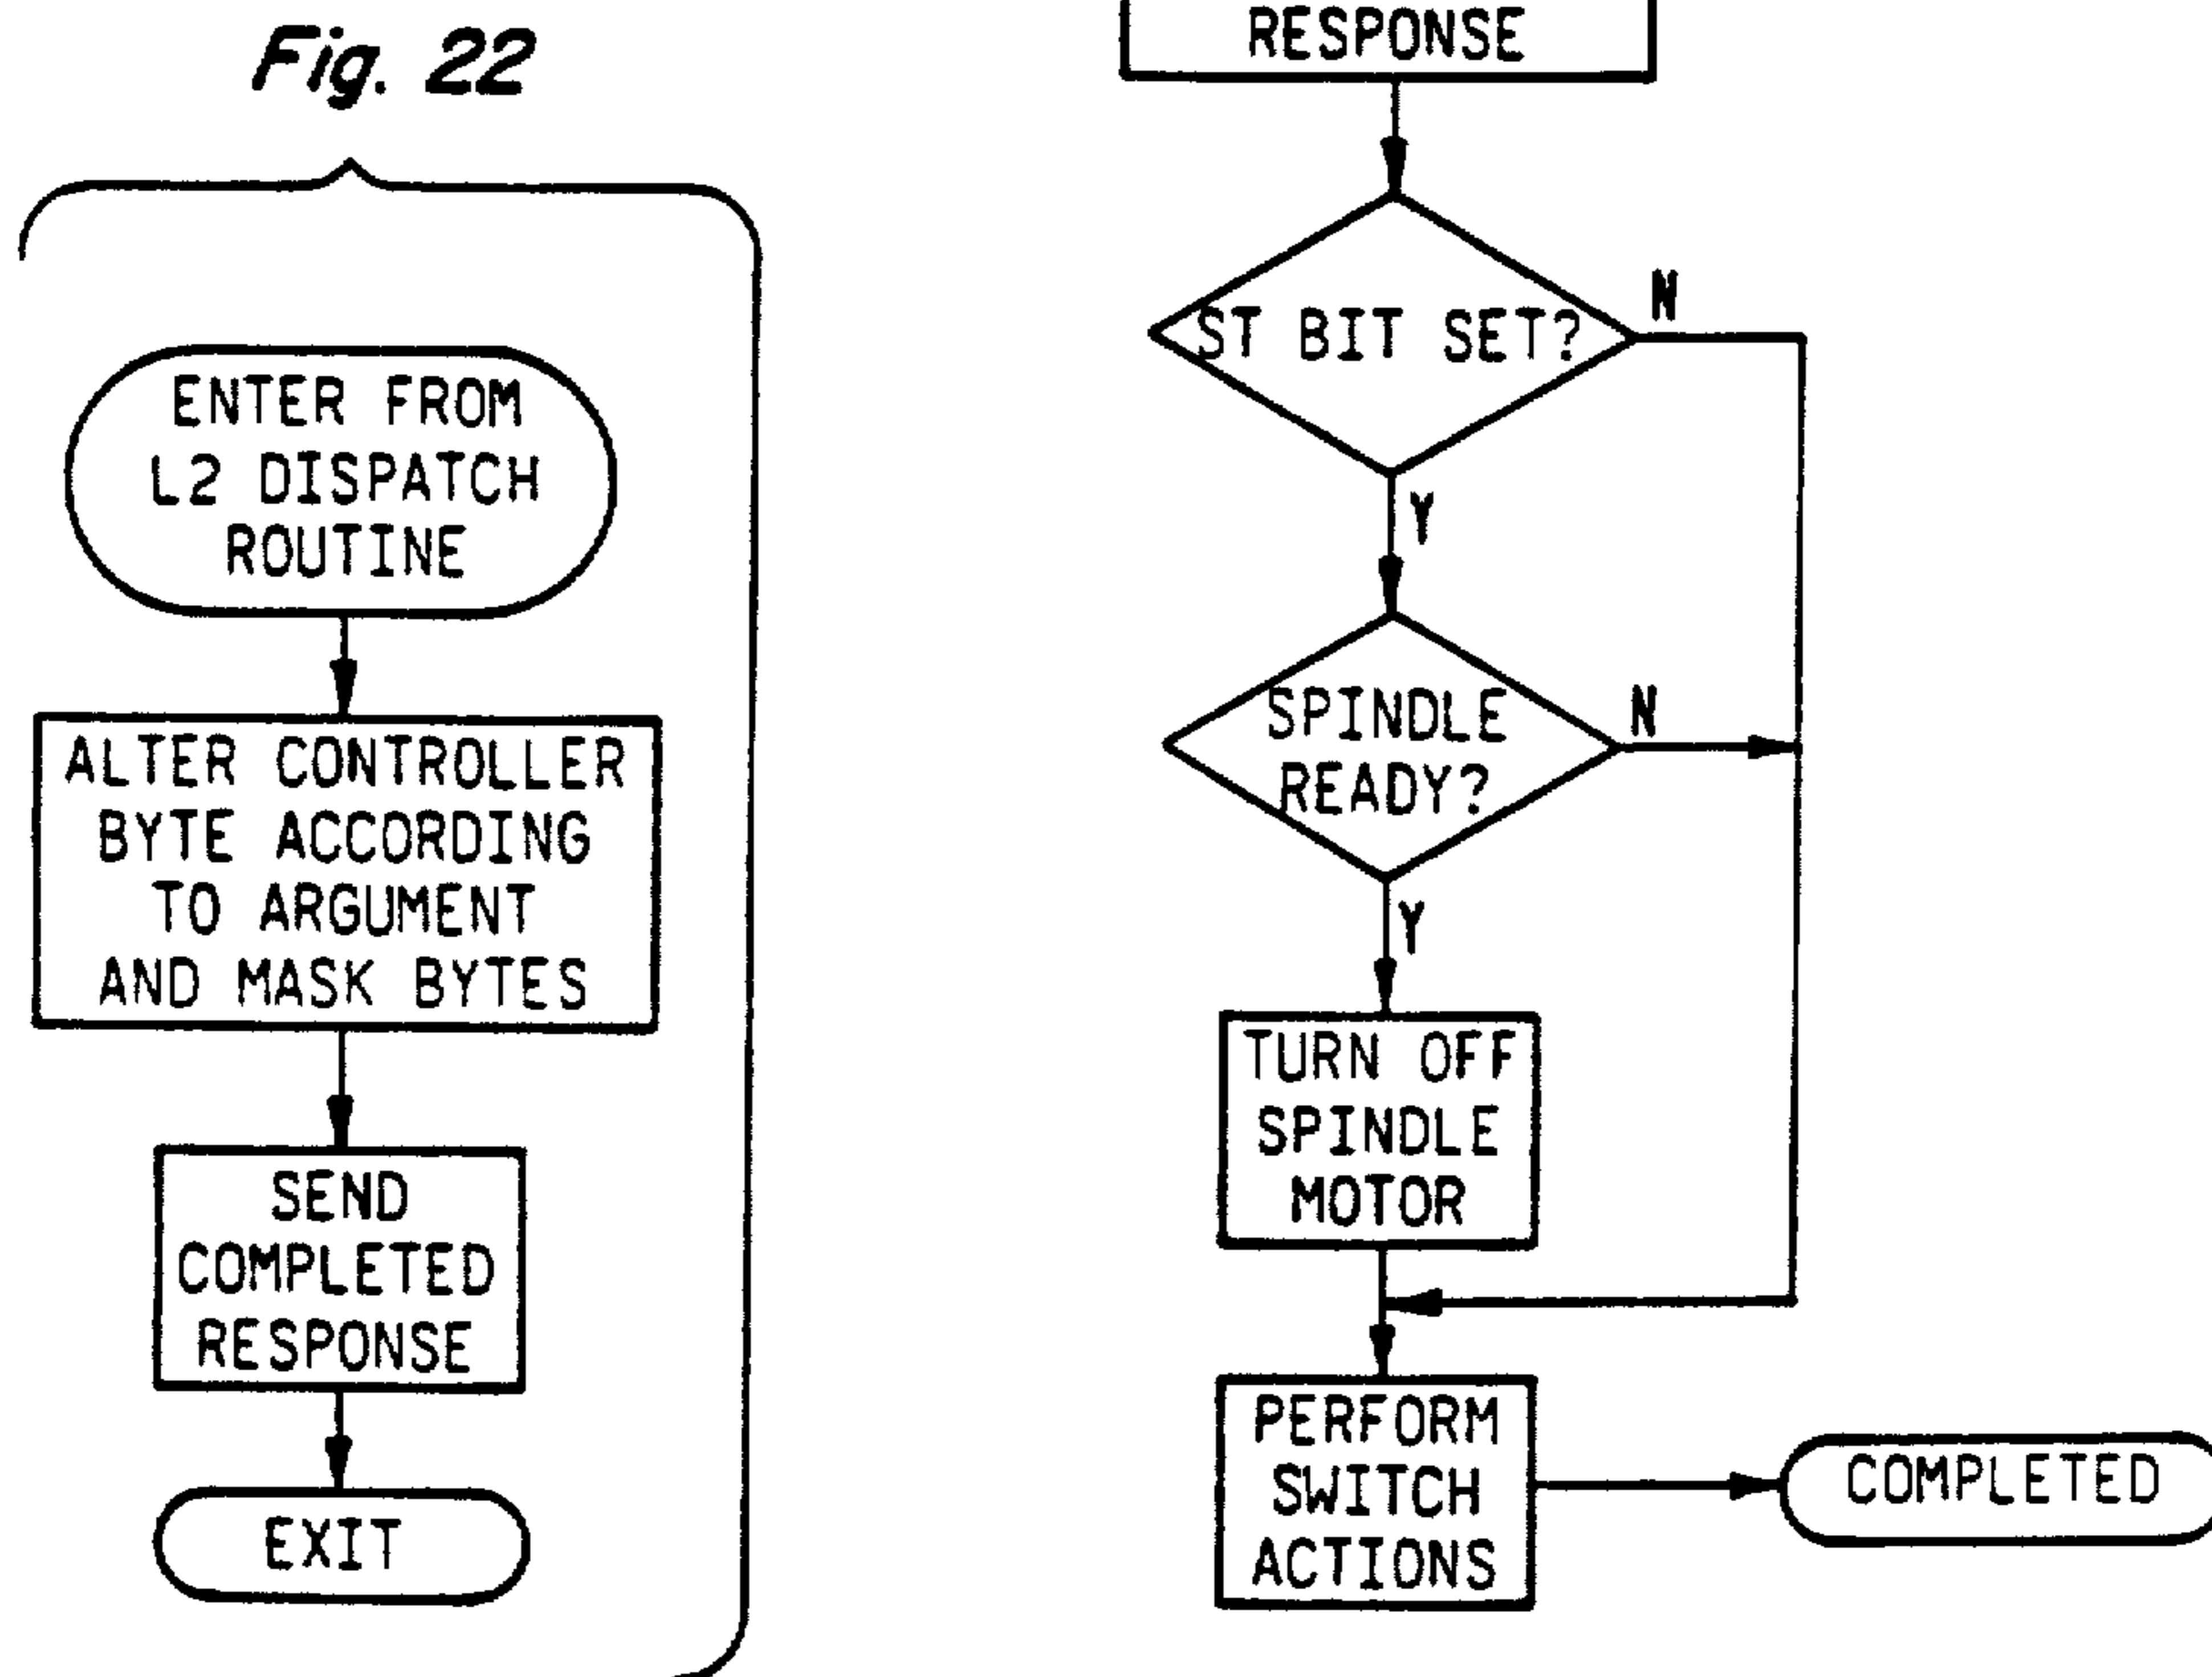 Fig. 22
ENTER FROM
L2 DISPATCH
ROUTINE
ALTER CONTROLLER
BYTE ACCORDING
TO ARGUMENT
AND MASK BYTES
SEND
COMPLETED
RESPONSE
EXIT
RESPONSE
ST BIT SET?
N
Y
SPINDLE
READY?
N
Y
TURN OFF
SPINDLE
MOTOR
PERFORM
SWITCH
ACTIONS
COMPLETED